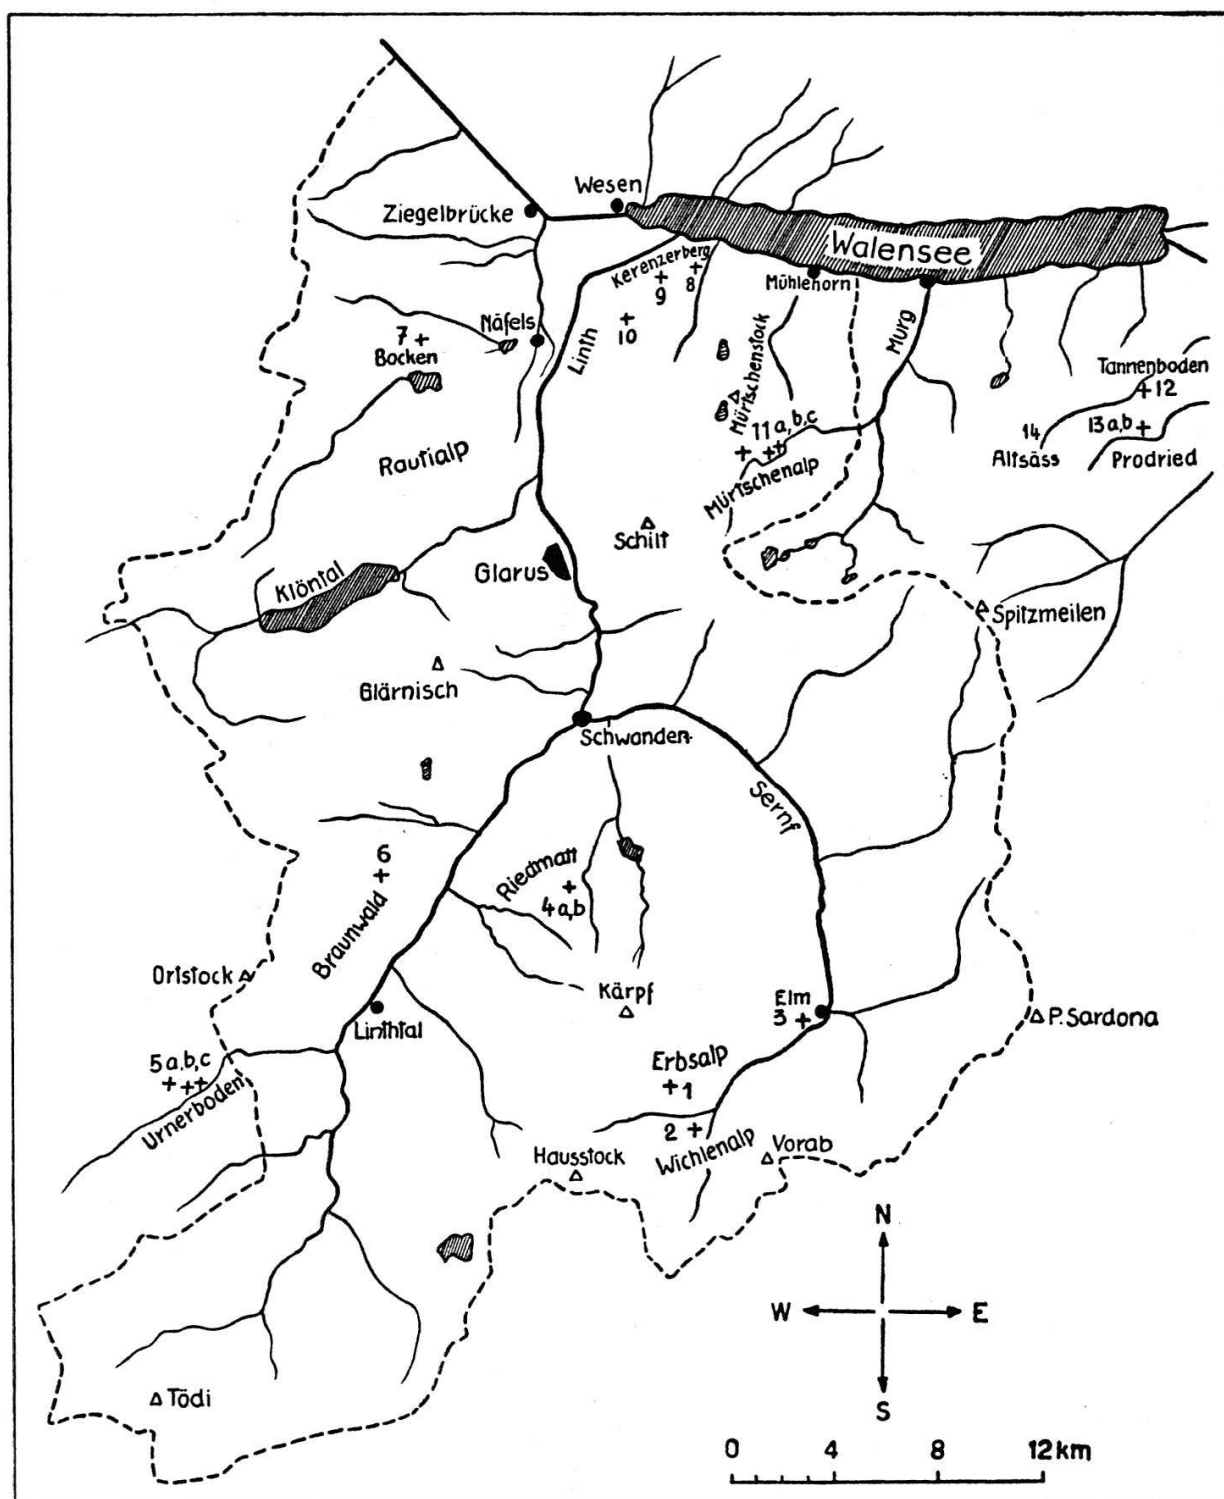 Wesen
Ziegelbrücke
Walensee
Kerenzerberg
8
9
Mühlehorn
10
Näfels
7
Bocken
Linth
Murg
Mürtschenstock
Tannenboden
12
11 a, b, c
14
13 a, b
Altsäss
Prodried
Rautialp
Mürtschenalp
Schilt
Glarus
Klöntal
Spitzmeilen
Glärnisch
Schwanden
Sernf
6
Riedmatt
4 a, b
Braunwald
Ortstock
Kärpf
Elm
3
P. Sardona
Linthtal
5 a, b, c
Urnerboden
Erbsalp
1
2
Wichlenalp
Vorab
Hausstock
N
W
E
S
Tödi
0 4 8 12 km